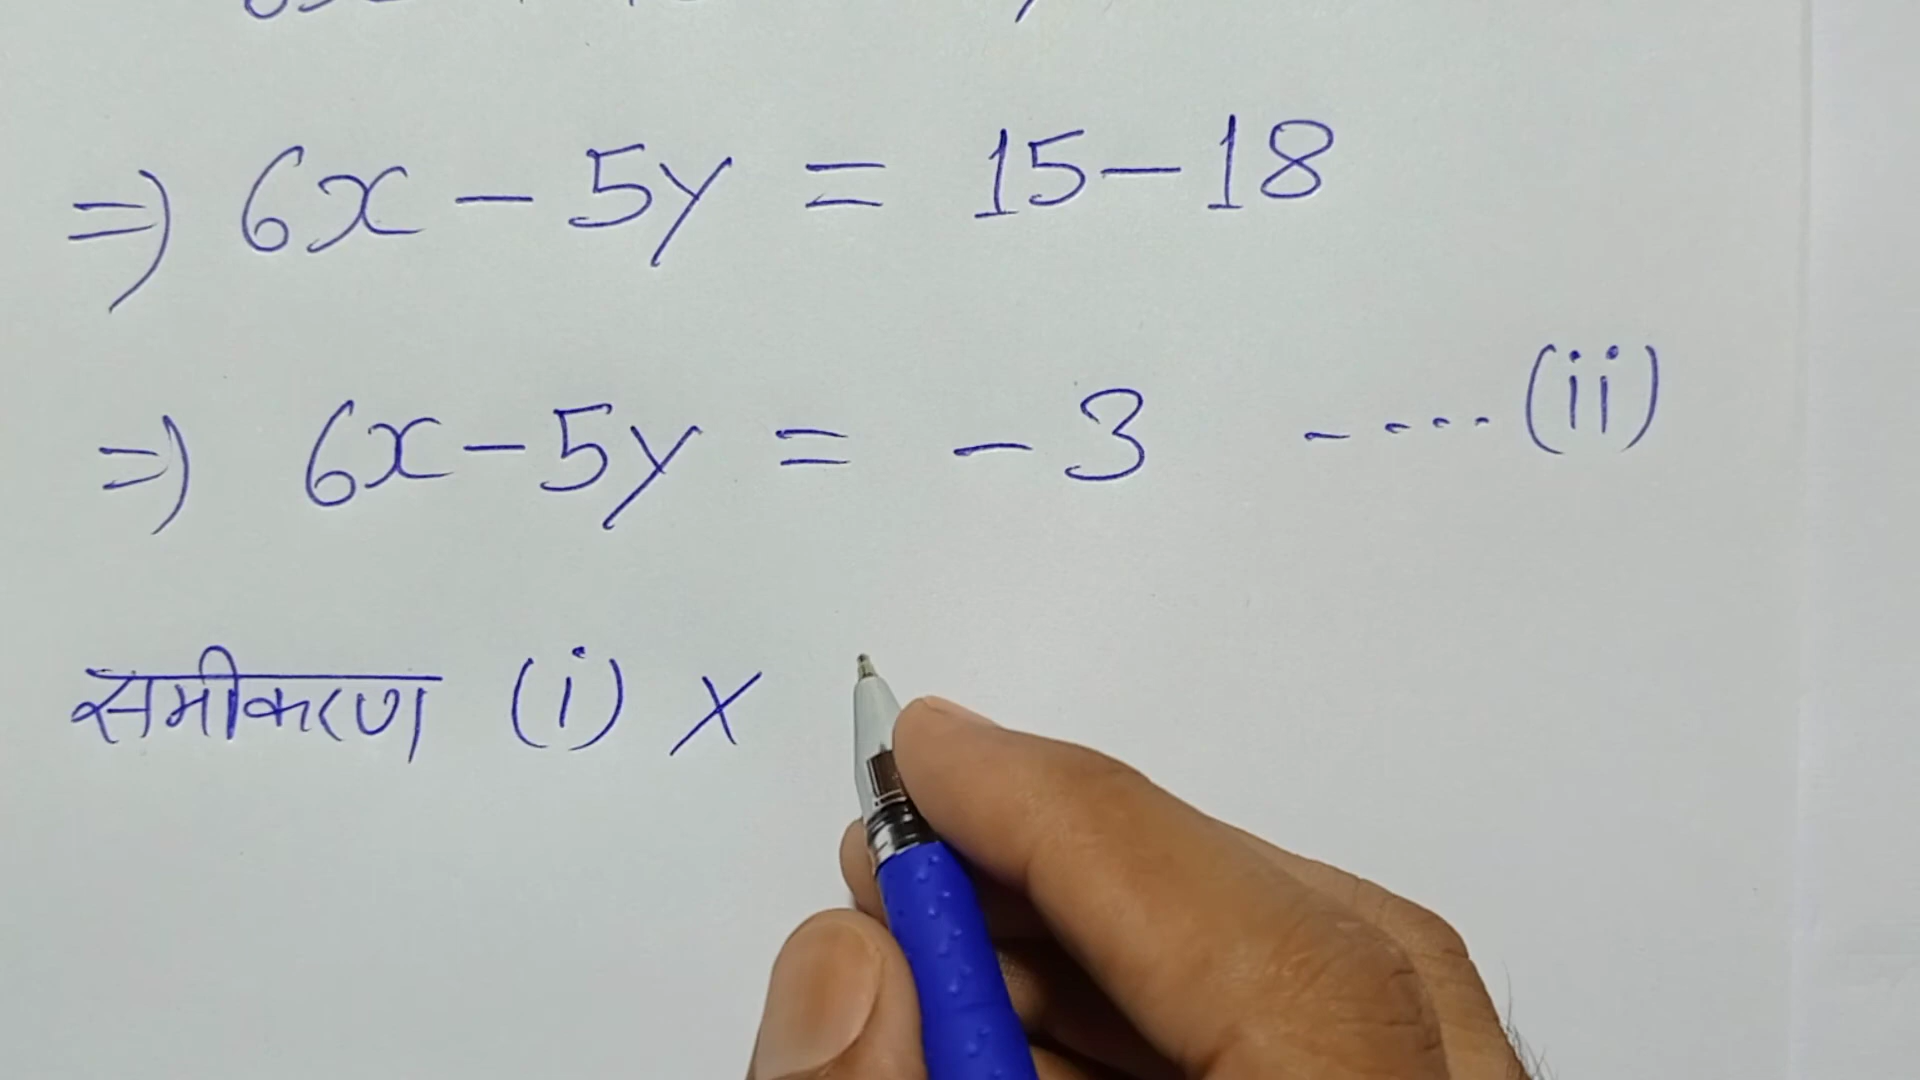 => 6x - 5y = 15 - 18
=> 6x - 5y = - 3 ----- (ii)
समीकरण (i) ×